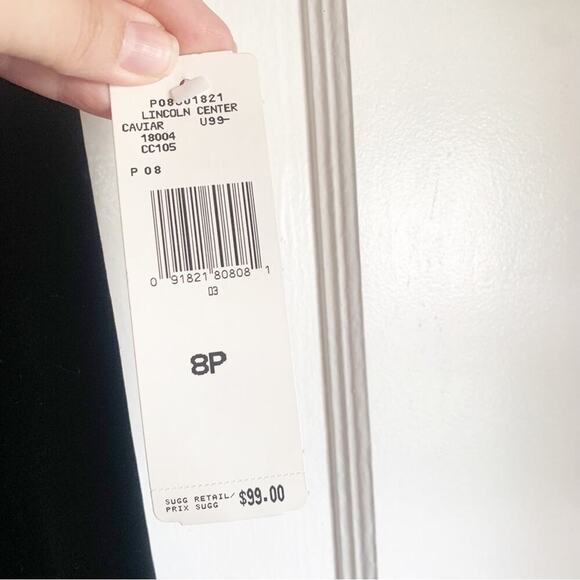 LINCOLN CENTER
CAVIAR U99-
18004
CC105
P 08
0 91821 80808 1
03
8P
SUGG RETAIL/
PRIX SUGG $99.00